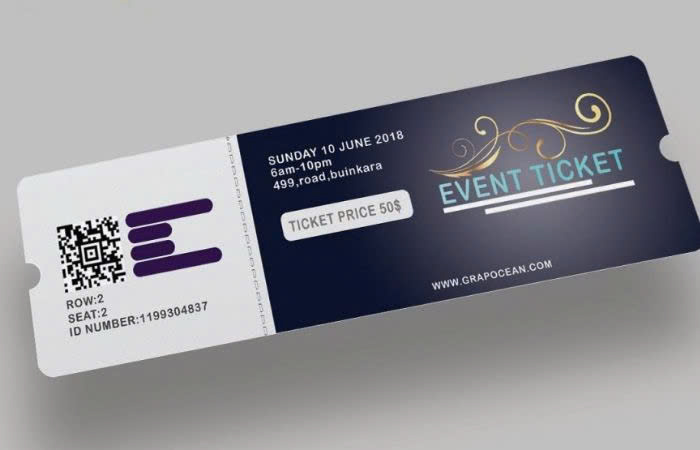 ROW:2
SEAT:2
ID NUMBER:1199304837
SUNDAY 10 JUNE 2018
6am-10pm
499,road,buinkara
TICKET PRICE 50$
EVENT TICKET
WWW.GRAPOCEAN.COM